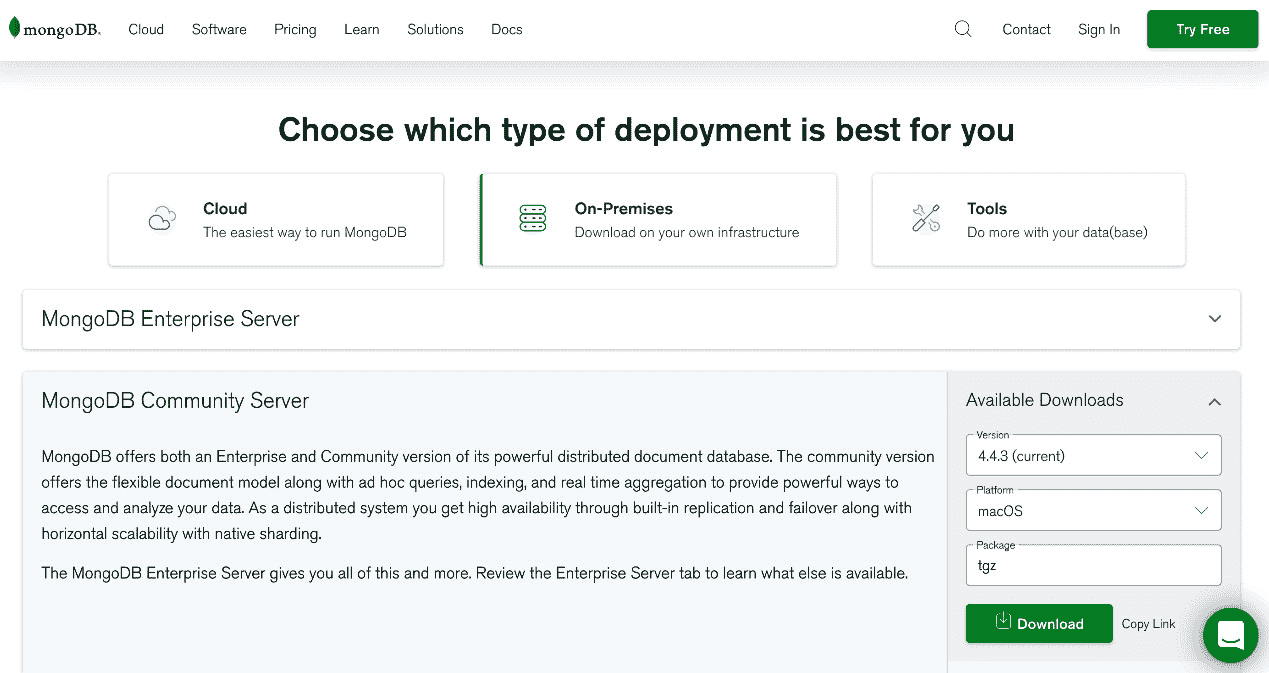 mongoDB.
Cloud
Software
Pricing
Learn
Solutions
Docs
Contact
Sign In
Try Free
Choose which type of deployment is best for you
Cloud
The easiest way to run MongoDB
On-Premises
Download on your own infrastructure
Tools
Do more with your data(base)
MongoDB Enterprise Server
MongoDB Community Server
MongoDB offers both an Enterprise and Community version of its powerful distributed document database. The community version
offers the flexible document model along with ad hoc queries, indexing, and real time aggregation to provide powerful ways to
access and analyze your data. As a distributed system you get high availability through built-in replication and failover along with
horizontal scalability with native sharding.
The MongoDB Enterprise Server gives you all of this and more. Review the Enterprise Server tab to learn what else is available.
Available Downloads
Version
4.4.3 (current)
Platform
macOS
Package
tgz
Download
Copy Link